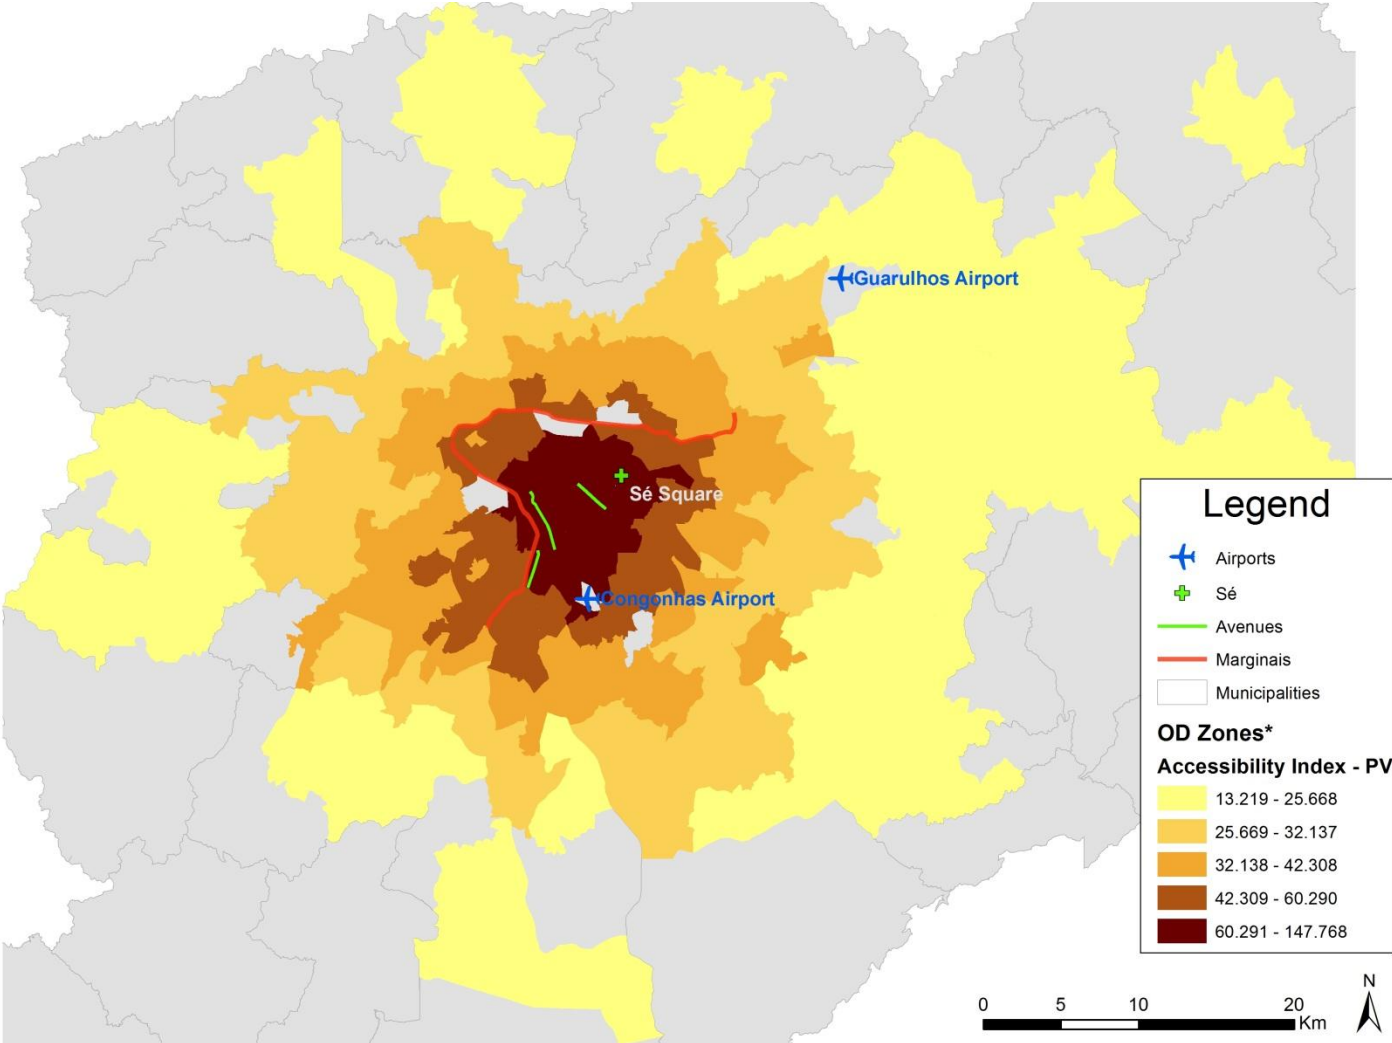 Guarulhos Airport
Sé Square
Congonhas Airport
Legend
Airports
Sé
Avenues
Marginais
Municipalities
OD Zones*
Accessibility Index - PV
13.219 - 25.668
25.669 - 32.137
32.138 - 42.308
42.309 - 60.290
60.291 - 147.768
N
0 5 10 20
Km